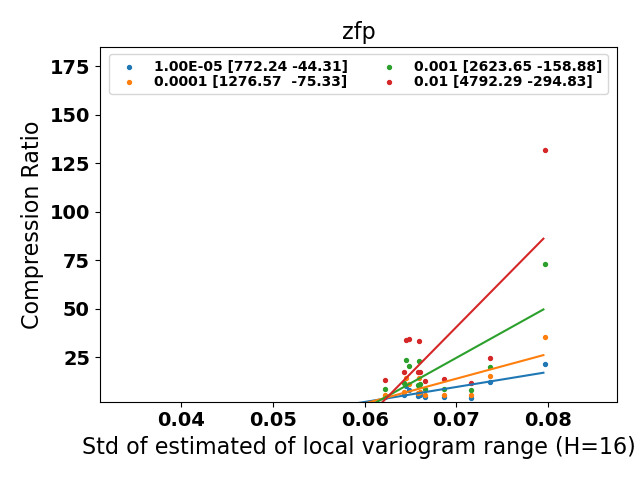 zfp
1.00E-05 [772.24 -44.31]
0.0001 [1276.57  -75.33]
0.001 [2623.65 -158.88]
0.01 [4792.29 -294.83]
175
150
125
100
75
50
25
Compression Ratio
0.04 0.05 0.06 0.07 0.08
Std of estimated of local variogram range (H=16)